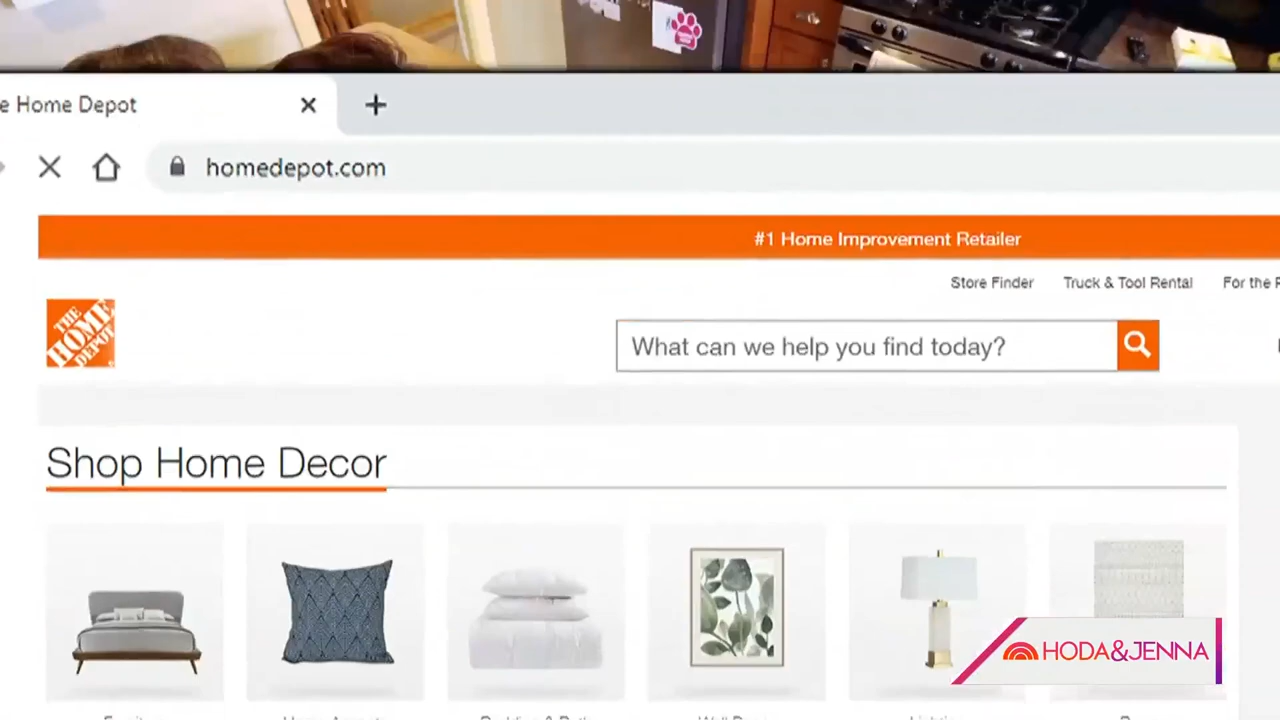 e Home Depot
homedepot.com
#1 Home Improvement Retailer
Store Finder Truck & Tool Rental For the
THE HOME DEPOT
What can we help you find today?
Shop Home Decor
HODA&JENNA